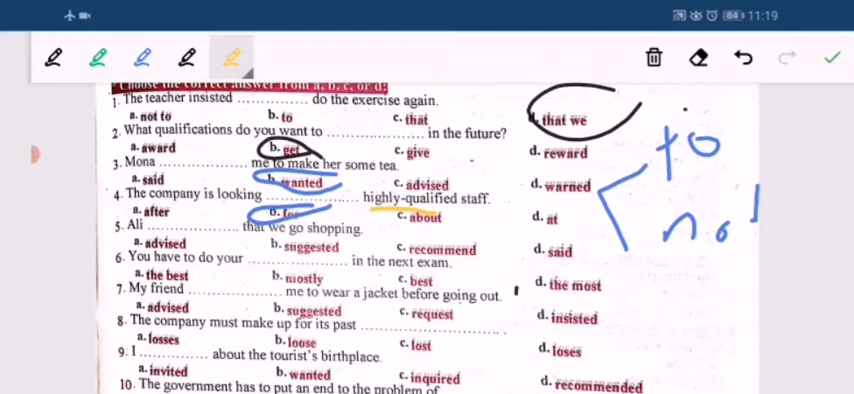 84 11:19
Choose the correct answer from a, b, c, or d:
1. The teacher insisted .............. do the exercise again.
a. not to b. to c. that d. that we
2. What qualifications do you want to .................... in the future?
a. award b. get c. give d. reward
3. Mona .................... me to make her some tea.
a. said b. wanted c. advised d. warned
4. The company is looking .................... highly-qualified staff.
a. after b. for c. about d. at
5. Ali .................... that we go shopping.
a. advised b. suggested c. recommend d. said
6. You have to do your .................... in the next exam.
a. the best b. mostly c. best d. the most
7. My friend .................... me to wear a jacket before going out.
a. advised b. suggested c. request d. insisted
8. The company must make up for its past ..............................
a. losses b. loose c. lost d. loses
9. I .............. about the tourist's birthplace.
a. invited b. wanted c. inquired d. recommended
10. The government has to put an end to the problem of
to
not